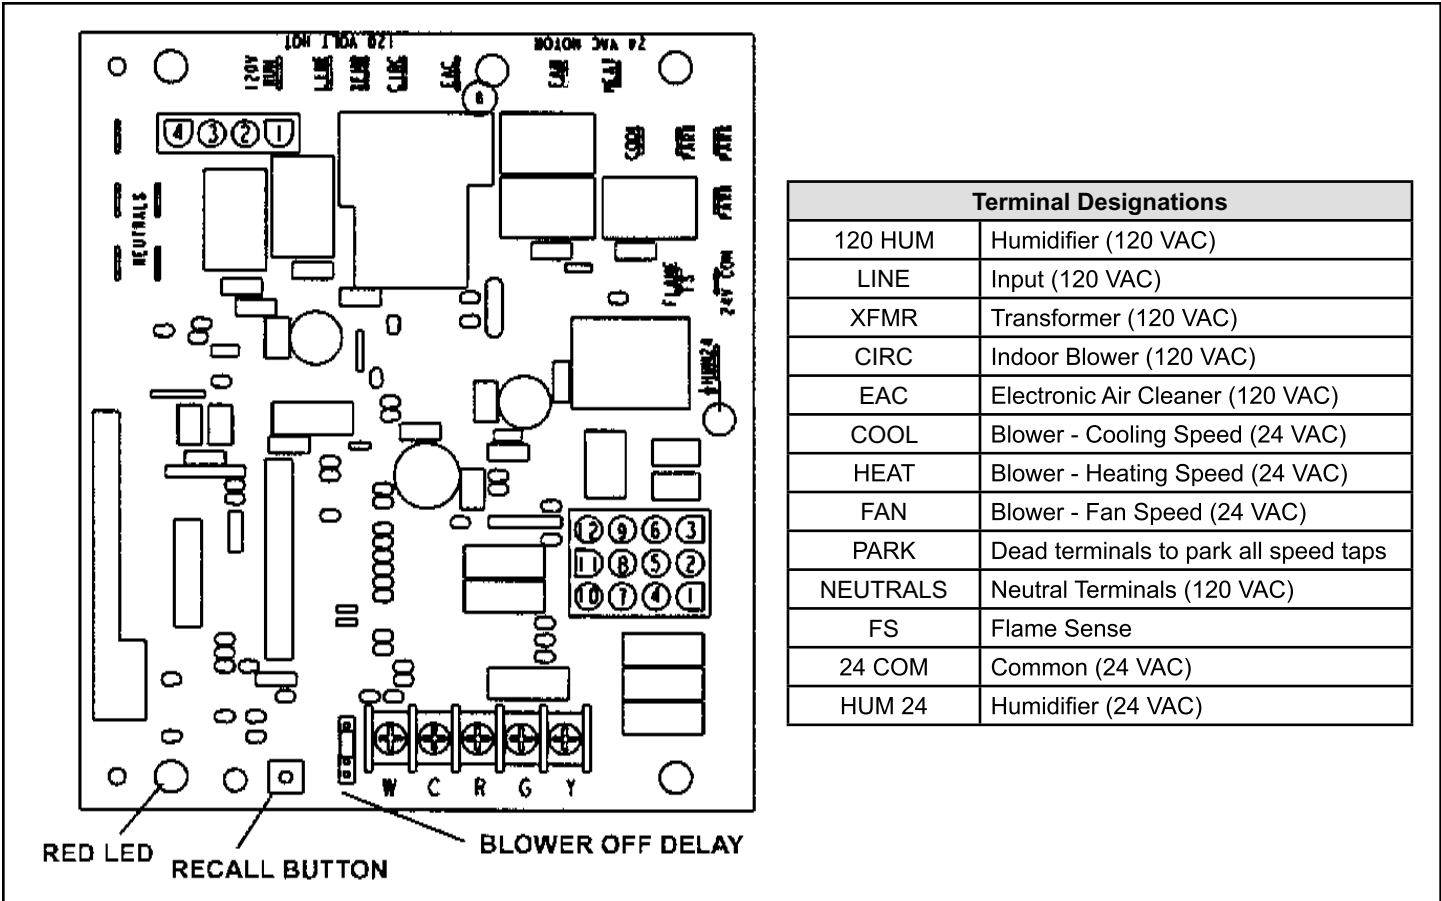 120 VOLT HOT
24 VAC MOTOR
120V
HUM
LINE
XFMR
CIRC
EAC
FAN
HEAT
4 3 2 1
COOL
PARK
PARK
NEUTRALS
PARK
FLAME
FS
24V COM
HUM24
12 9 6 3
11 8 5 2
10 7 4 1
W C R G Y
RED LED
RECALL BUTTON
BLOWER OFF DELAY
Terminal Designations
120 HUM Humidifier (120 VAC)
LINE Input (120 VAC)
XFMR Transformer (120 VAC)
CIRC Indoor Blower (120 VAC)
EAC Electronic Air Cleaner (120 VAC)
COOL Blower - Cooling Speed (24 VAC)
HEAT Blower - Heating Speed (24 VAC)
FAN Blower - Fan Speed (24 VAC)
PARK Dead terminals to park all speed taps
NEUTRALS Neutral Terminals (120 VAC)
FS Flame Sense
24 COM Common (24 VAC)
HUM 24 Humidifier (24 VAC)